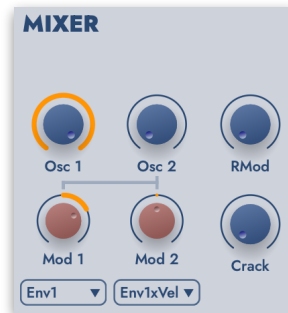 MIXER
Osc 1 Osc 2 RMod
Mod 1 Mod 2 Crack
Env1 Env1xVel